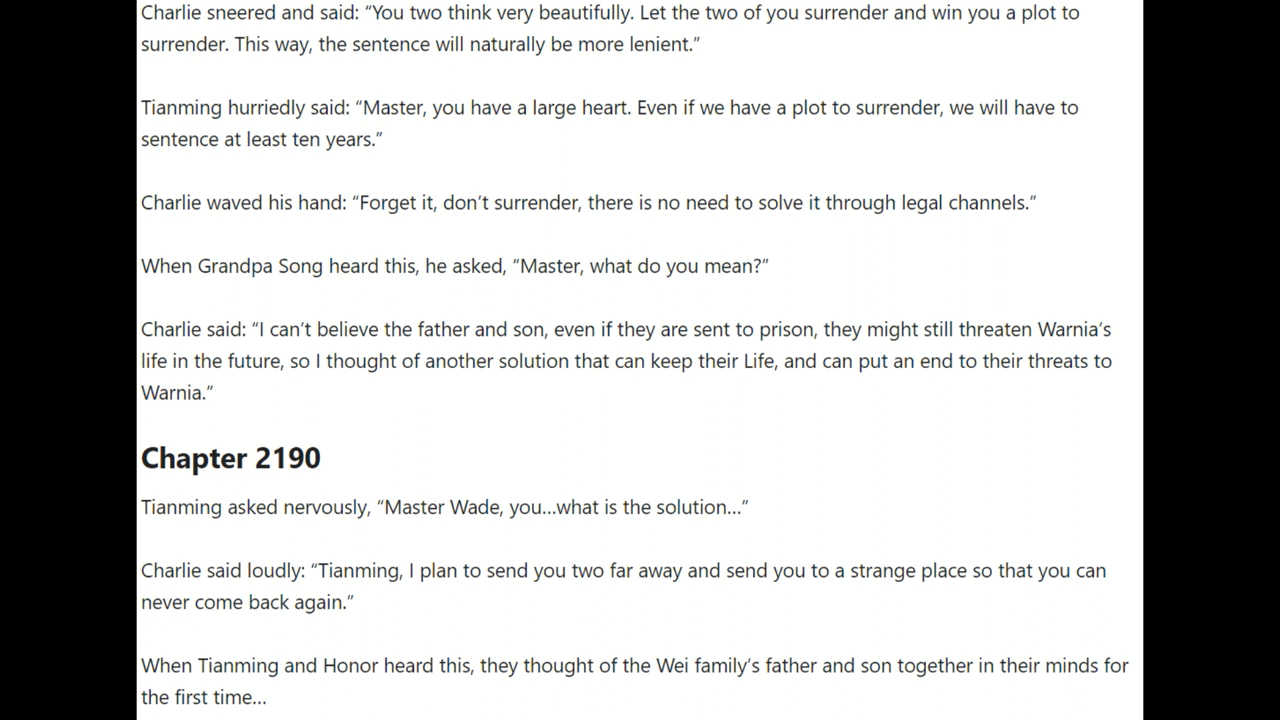 Charlie sneered and said: “You two think very beautifully. Let the two of you surrender and win you a plot to
surrender. This way, the sentence will naturally be more lenient.”
Tianming hurriedly said: “Master, you have a large heart. Even if we have a plot to surrender, we will have to
sentence at least ten years.”
Charlie waved his hand: “Forget it, don’t surrender, there is no need to solve it through legal channels.”
When Grandpa Song heard this, he asked, “Master, what do you mean?”
Charlie said: “I can’t believe the father and son, even if they are sent to prison, they might still threaten Warnia’s
life in the future, so I thought of another solution that can keep their Life, and can put an end to their threats to
Warnia.”
Chapter 2190
Tianming asked nervously, “Master Wade, you…what is the solution…”
Charlie said loudly: “Tianming, I plan to send you two far away and send you to a strange place so that you can
never come back again.”
When Tianming and Honor heard this, they thought of the Wei family’s father and son together in their minds for
the first time…